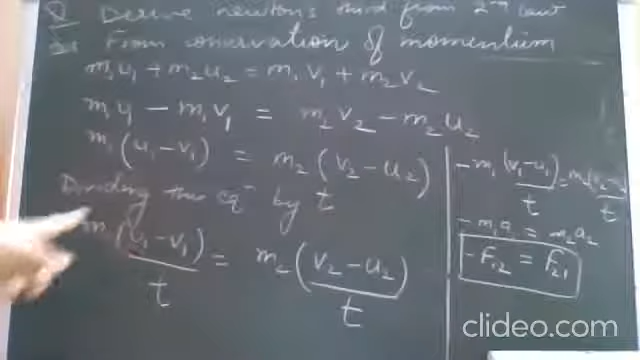 Q Derive newtons third from 2nd law
From conservation of momentum
m₁u₁ + m₂u₂ = m₁v₁ + m₂v₂
m₁u₁ − m₁v₁ = m₂v₂ − m₂u₂
m₁(u₁−v₁) = m₂(v₂−u₂)
Dividing the eqn by t
m₁(u₁−v₁)/t = m₂(v₂−u₂)/t
−m₁(v₁−u₁)/t = m₂(v₂−u₂)/t
−m₁a₁ = m₂a₂
−F₁₂ = F₂₁
clideo.com